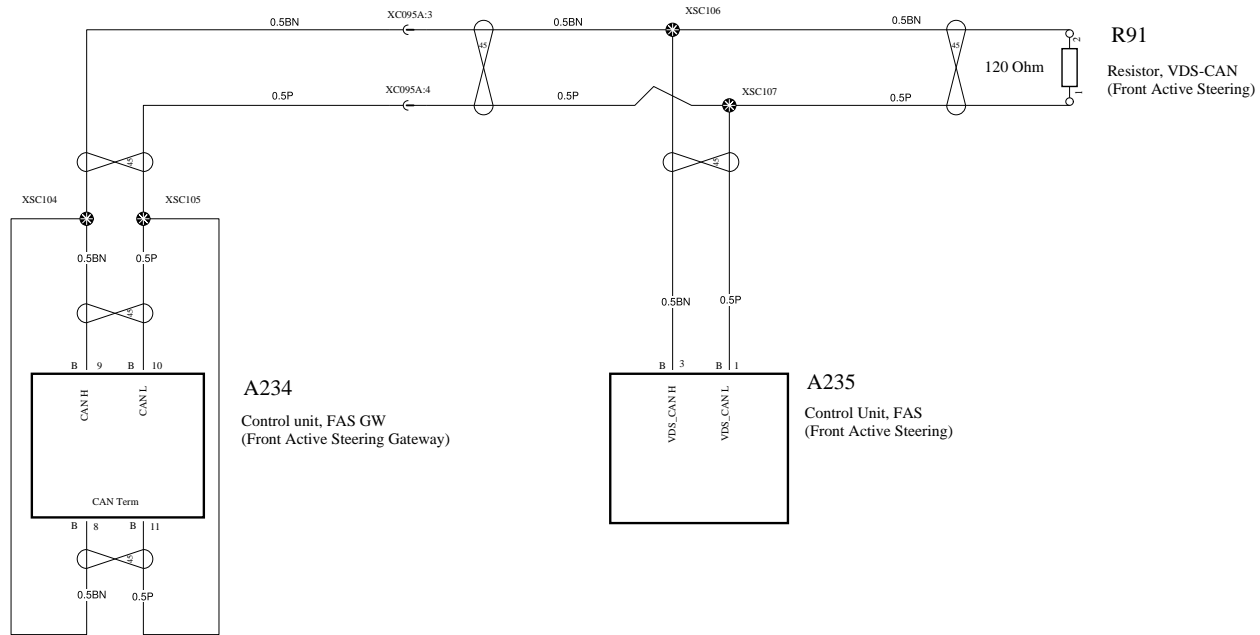 XC095A:3
XSC106
0.5BN
0.5BN
0.5BN
R91
45
45
2
120 Ohm
Resistor, VDS-CAN
(Front Active Steering)
XC095A:4
XSC107
0.5P
0.5P
0.5P
1
45
45
XSC104
XSC105
0.5BN
0.5P
0.5BN
0.5P
45
B 9
B 10
B 3
B 1
A234
A235
CAN H
CAN L
VDS_CAN H
VDS_CAN L
Control unit, FAS GW
(Front Active Steering Gateway)
Control Unit, FAS
(Front Active Steering)
CAN Term
B 8
B 11
45
0.5BN
0.5P